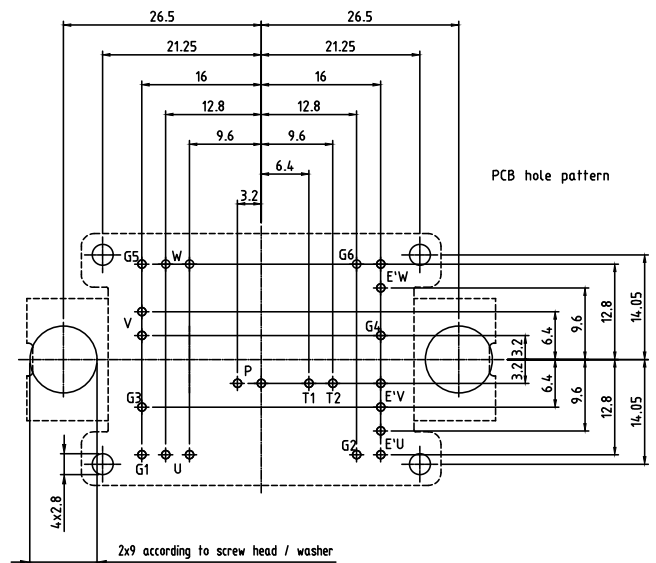 26.5 26.5
21.25 21.25
16 16
12.8 12.8
9.6 9.6
6.4
3.2
PCB hole pattern
G5 W G6
E'W
V
G4
P
T1 T2
E'V
G3
E'U
G1 U G2
3.2
3.2
6.4
6.4
9.6
9.6
12.8
12.8
14.05
14.05
4x2.8
2x9 according to screw head / washer